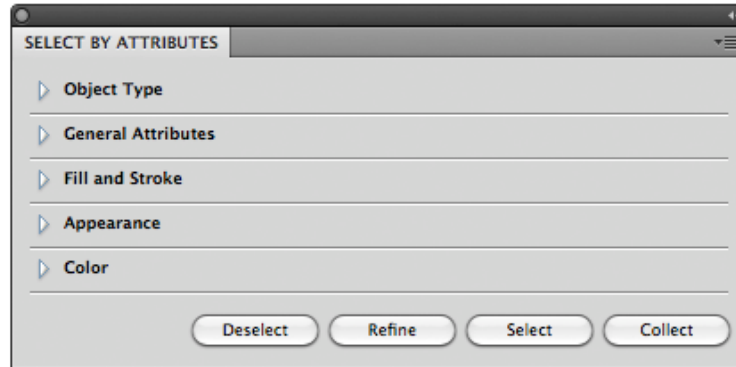 SELECT BY ATTRIBUTES
Object Type
General Attributes
Fill and Stroke
Appearance
Color
Deselect Refine Select Collect